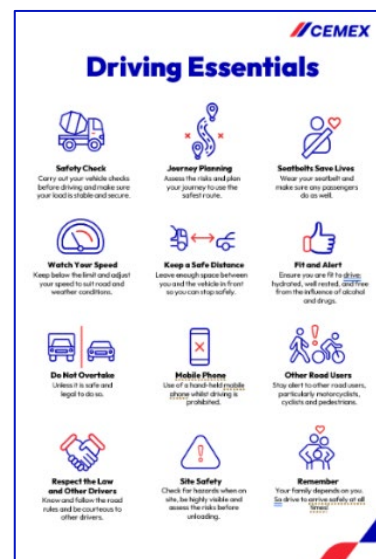 CEMEX
Driving Essentials
Safety Check
Carry out your vehicle checks
before driving and make sure
your load is stable and secure.
Journey Planning
Assess the risks and plan
your journey to use the
safest route.
Seatbelts Save Lives
Wear your seatbelt and
make sure any passengers
do as well.
Watch Your Speed
Keep below the limit and adjust
your speed to suit road and
weather conditions.
Keep a Safe Distance
Leave enough space between
you and the vehicle in front
so you can stop safely.
Fit and Alert
Ensure you are fit to drive:
hydrated, well rested, and free
from the influence of alcohol
and drugs.
Do Not Overtake
Unless it is safe and
legal to do so.
Mobile Phone
Use of a hand-held mobile
phone whilst driving is
prohibited.
Other Road Users
Stay alert to other road users,
particularly motorcyclists,
cyclists and pedestrians.
Respect the Law
and Other Drivers
Know and follow the road
rules and be courteous to
other drivers.
Site Safety
Check for hazards when on
site, be highly visible and
assess the risks before
unloading.
Remember
Your family depends on you.
So drive to arrive safely at all
times!